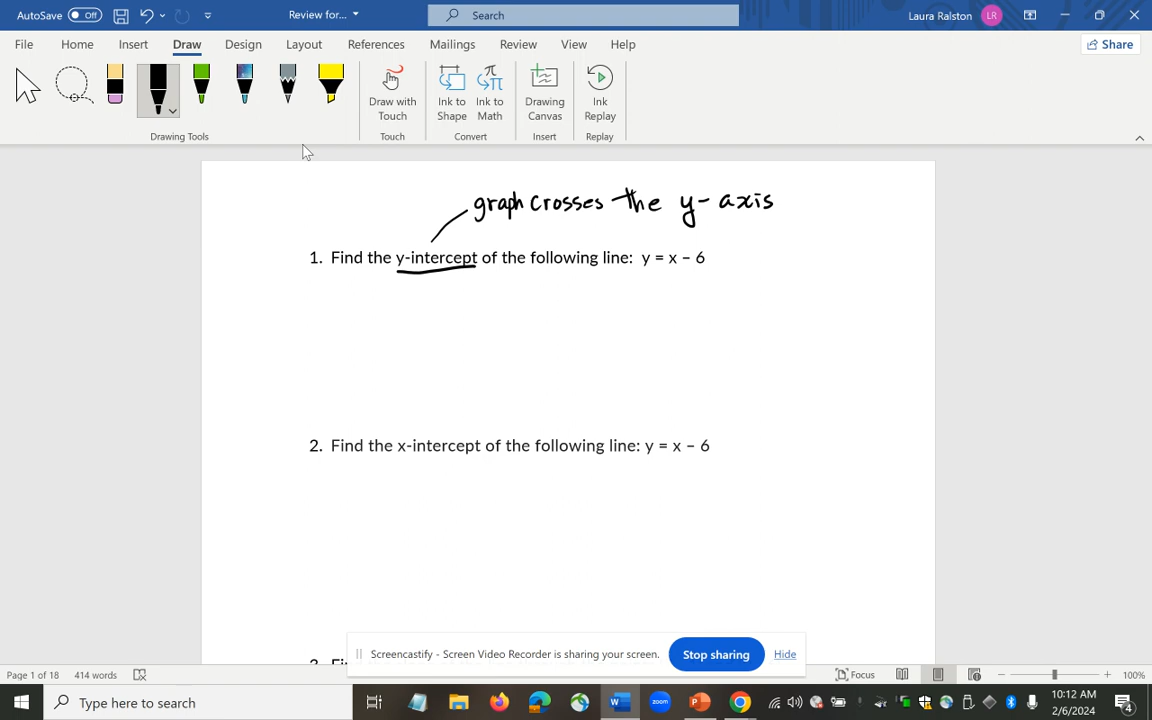 AutoSave Off Review for... Search Laura Ralston LR
File Home Insert Draw Design Layout References Mailings Review View Help Share
Draw with Touch Ink to Shape Ink to Math Drawing Canvas Ink Replay
Drawing Tools Touch Convert Insert Replay
graph crosses the y-axis
1. Find the y-intercept of the following line: y = x – 6
2. Find the x-intercept of the following line: y = x – 6
Screencastify - Screen Video Recorder is sharing your screen. Stop sharing Hide
Page 1 of 18 414 words Focus 100%
Type here to search W zoom P 10:12 AM
2/6/2024 4